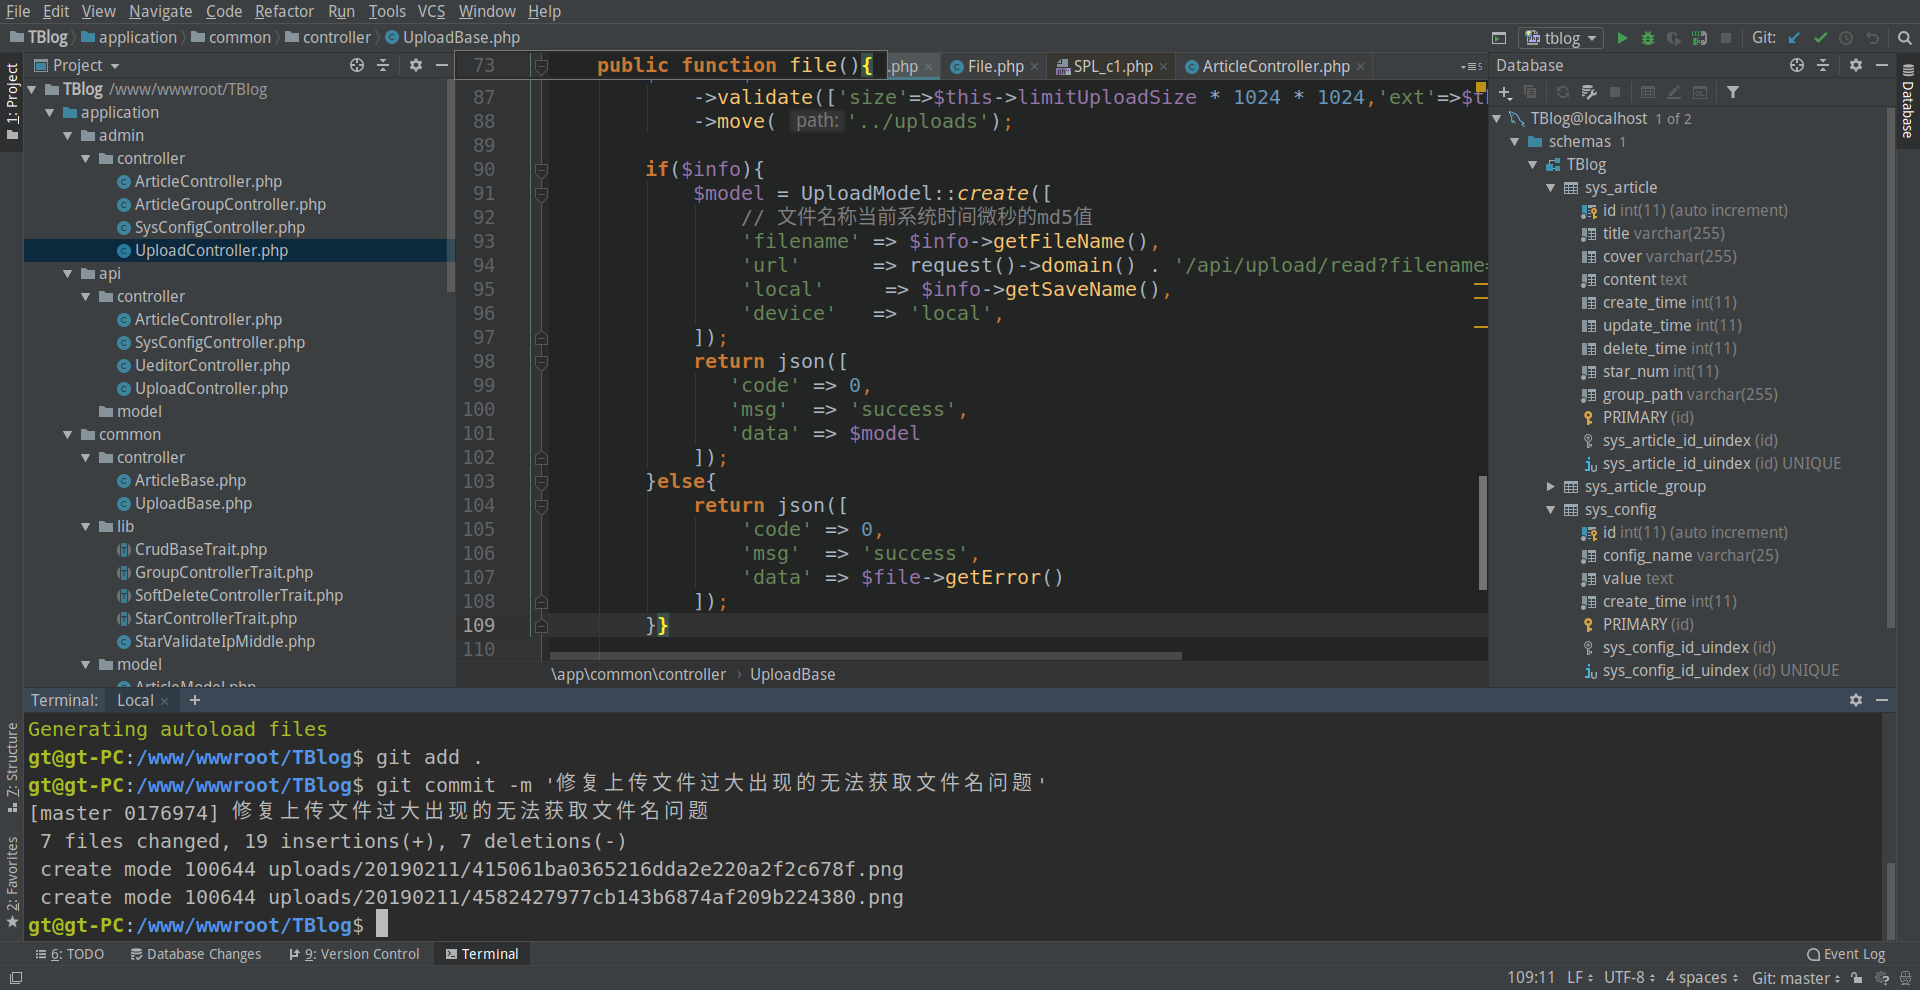 File Edit View Navigate Code Refactor Run Tools VCS Window Help
TBlog application common controller UploadBase.php
tblog Git:
1: Project
Project
TBlog /www/wwwroot/TBlog
application
admin
controller
ArticleController.php
ArticleGroupController.php
SysConfigController.php
UploadController.php
api
controller
ArticleController.php
SysConfigController.php
UeditorController.php
UploadController.php
model
common
controller
ArticleBase.php
UploadBase.php
lib
CrudBaseTrait.php
GroupControllerTrait.php
SoftDeleteControllerTrait.php
StarControllerTrait.php
StarValidateIpMiddle.php
model
ArticleModel.php
.php File.php SPL_c1.php ArticleController.php
73 public function file(){
87 ->validate(['size'=>$this->limitUploadSize * 1024 * 1024,'ext'=>$t
88 ->move( path: '../uploads');
89
90 if($info){
91 $model = UploadModel::create([
92 // 文件名称当前系统时间微秒的md5值
93 'filename' => $info->getFileName(),
94 'url' => request()->domain() . '/api/upload/read?filename=
95 'local' => $info->getSaveName(),
96 'device' => 'local',
97 ]);
98 return json([
99 'code' => 0,
100 'msg' => 'success',
101 'data' => $model
102 ]);
103 }else{
104 return json([
105 'code' => 0,
106 'msg' => 'success',
107 'data' => $file->getError()
108 ]);
109 }}
110
\app\common\controller › UploadBase
Database
Database
TBlog@localhost 1 of 2
schemas 1
TBlog
sys_article
id int(11) (auto increment)
title varchar(255)
cover varchar(255)
content text
create_time int(11)
update_time int(11)
delete_time int(11)
star_num int(11)
group_path varchar(255)
PRIMARY (id)
sys_article_id_uindex (id)
sys_article_id_uindex (id) UNIQUE
sys_article_group
sys_config
id int(11) (auto increment)
config_name varchar(25)
value text
create_time int(11)
PRIMARY (id)
sys_config_id_uindex (id)
sys_config_id_uindex (id) UNIQUE
7: Structure
2: Favorites
Terminal: Local +
Generating autoload files
gt@gt-PC:/www/wwwroot/TBlog$ git add .
gt@gt-PC:/www/wwwroot/TBlog$ git commit -m '修复上传文件过大出现的无法获取文件名问题'
[master 0176974] 修复上传文件过大出现的无法获取文件名问题
7 files changed, 19 insertions(+), 7 deletions(-)
create mode 100644 uploads/20190211/415061ba0365216dda2e220a2f2c678f.png
create mode 100644 uploads/20190211/4582427977cb143b6874af209b224380.png
gt@gt-PC:/www/wwwroot/TBlog$
6: TODO Database Changes 9: Version Control Terminal Event Log
109:11 LF UTF-8 4 spaces Git: master